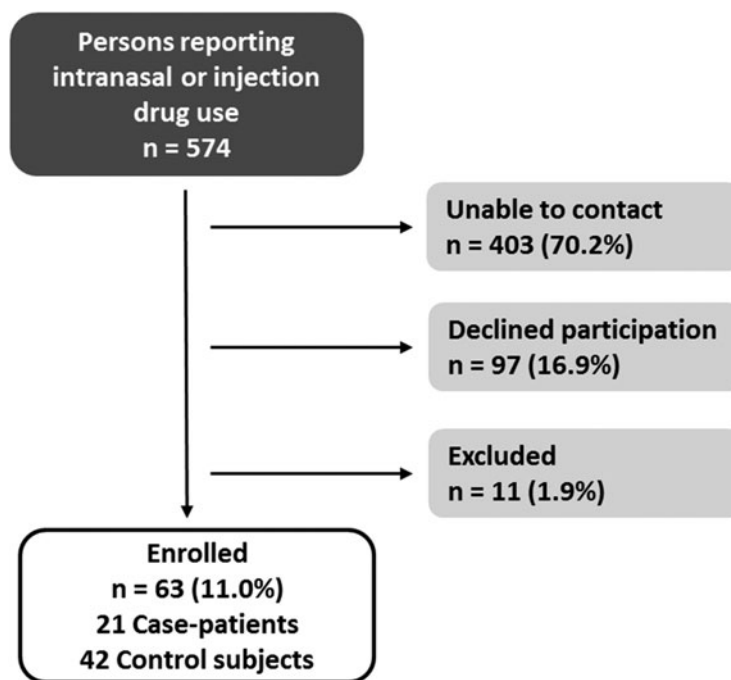 Persons reporting
intranasal or injection
drug use
n = 574
Unable to contact
n = 403 (70.2%)
Declined participation
n = 97 (16.9%)
Excluded
n = 11 (1.9%)
Enrolled
n = 63 (11.0%)
21 Case-patients
42 Control subjects